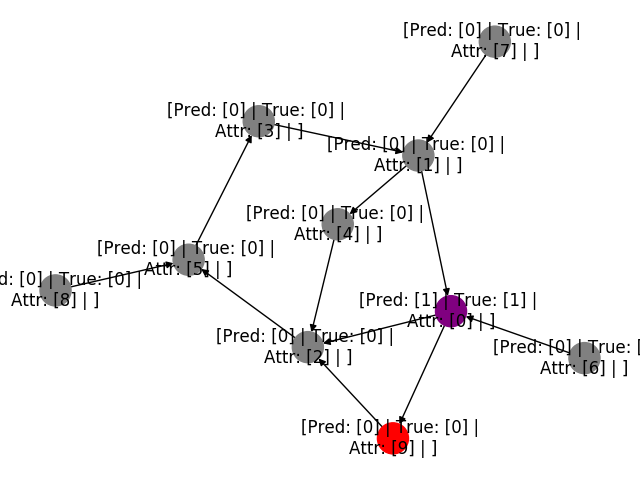 [Pred: [0] | True: [0] |
Attr: [7] | ]
[Pred: [0] | True: [0] |
Attr: [3] | ]
[Pred: [0] | True: [0] |
Attr: [1] | ]
[Pred: [0] | True: [0] |
Attr: [4] | ]
[Pred: [0] | True: [0] |
Attr: [5] | ]
d: [0] | True: [0] |
Attr: [8] | ]
[Pred: [1] | True: [1] |
Attr: [0] | ]
[Pred: [0] | True: [0] |
Attr: [2] | ]
[Pred: [0] | True: [
Attr: [6] | ]
[Pred: [0] | True: [0] |
Attr: [9] | ]